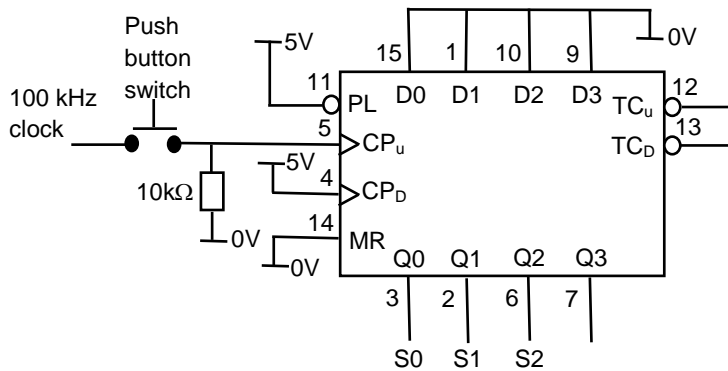 Push
button
switch
100 kHz
clock
10kΩ
0V
5V
5V
0V
0V
15 1 10 9
D0 D1 D2 D3
11 PL
5 CPu
4 CPD
14 MR
TCu 12
TCD 13
Q0 Q1 Q2 Q3
3 2 6 7
S0 S1 S2